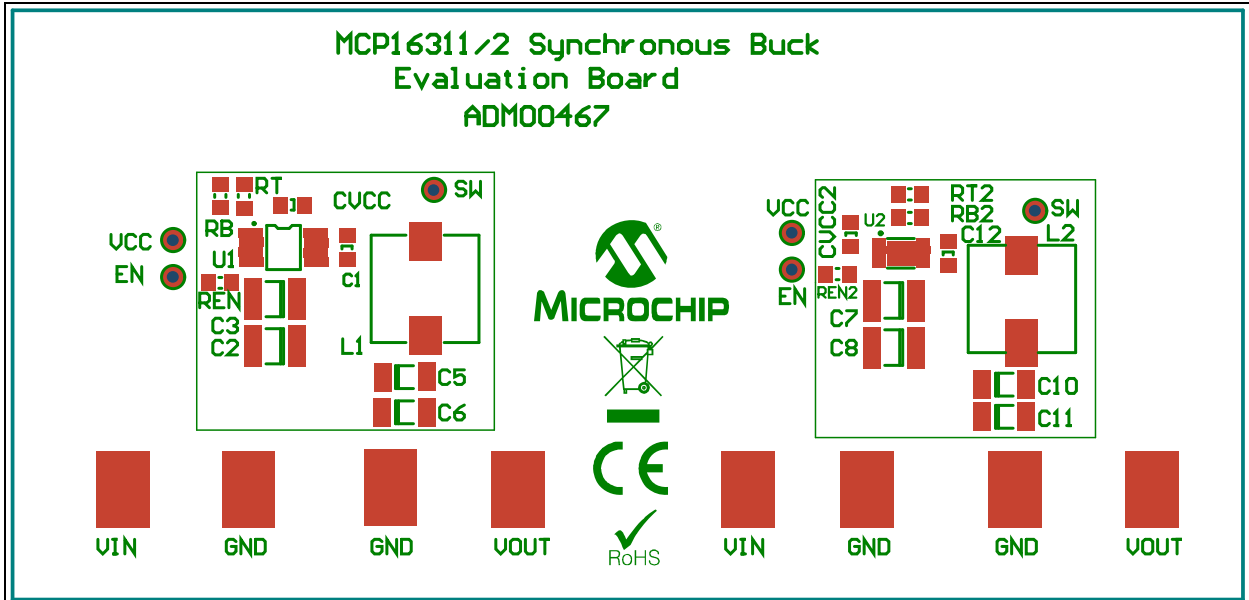 MCP16311/2 Synchronous Buck
Evaluation Board
ADM00467
RT
CVCC
SW
RB
VCC
U1
EN
C1
REN
C3
C2
L1
C5
C6
VIN
GND
GND
VOUT
®
MICROCHIP
CE
RoHS
RT2
RB2
SW
VCC
CVCC2
U2
C12
L2
EN
REN2
C7
C8
C10
C11
VIN
GND
GND
VOUT